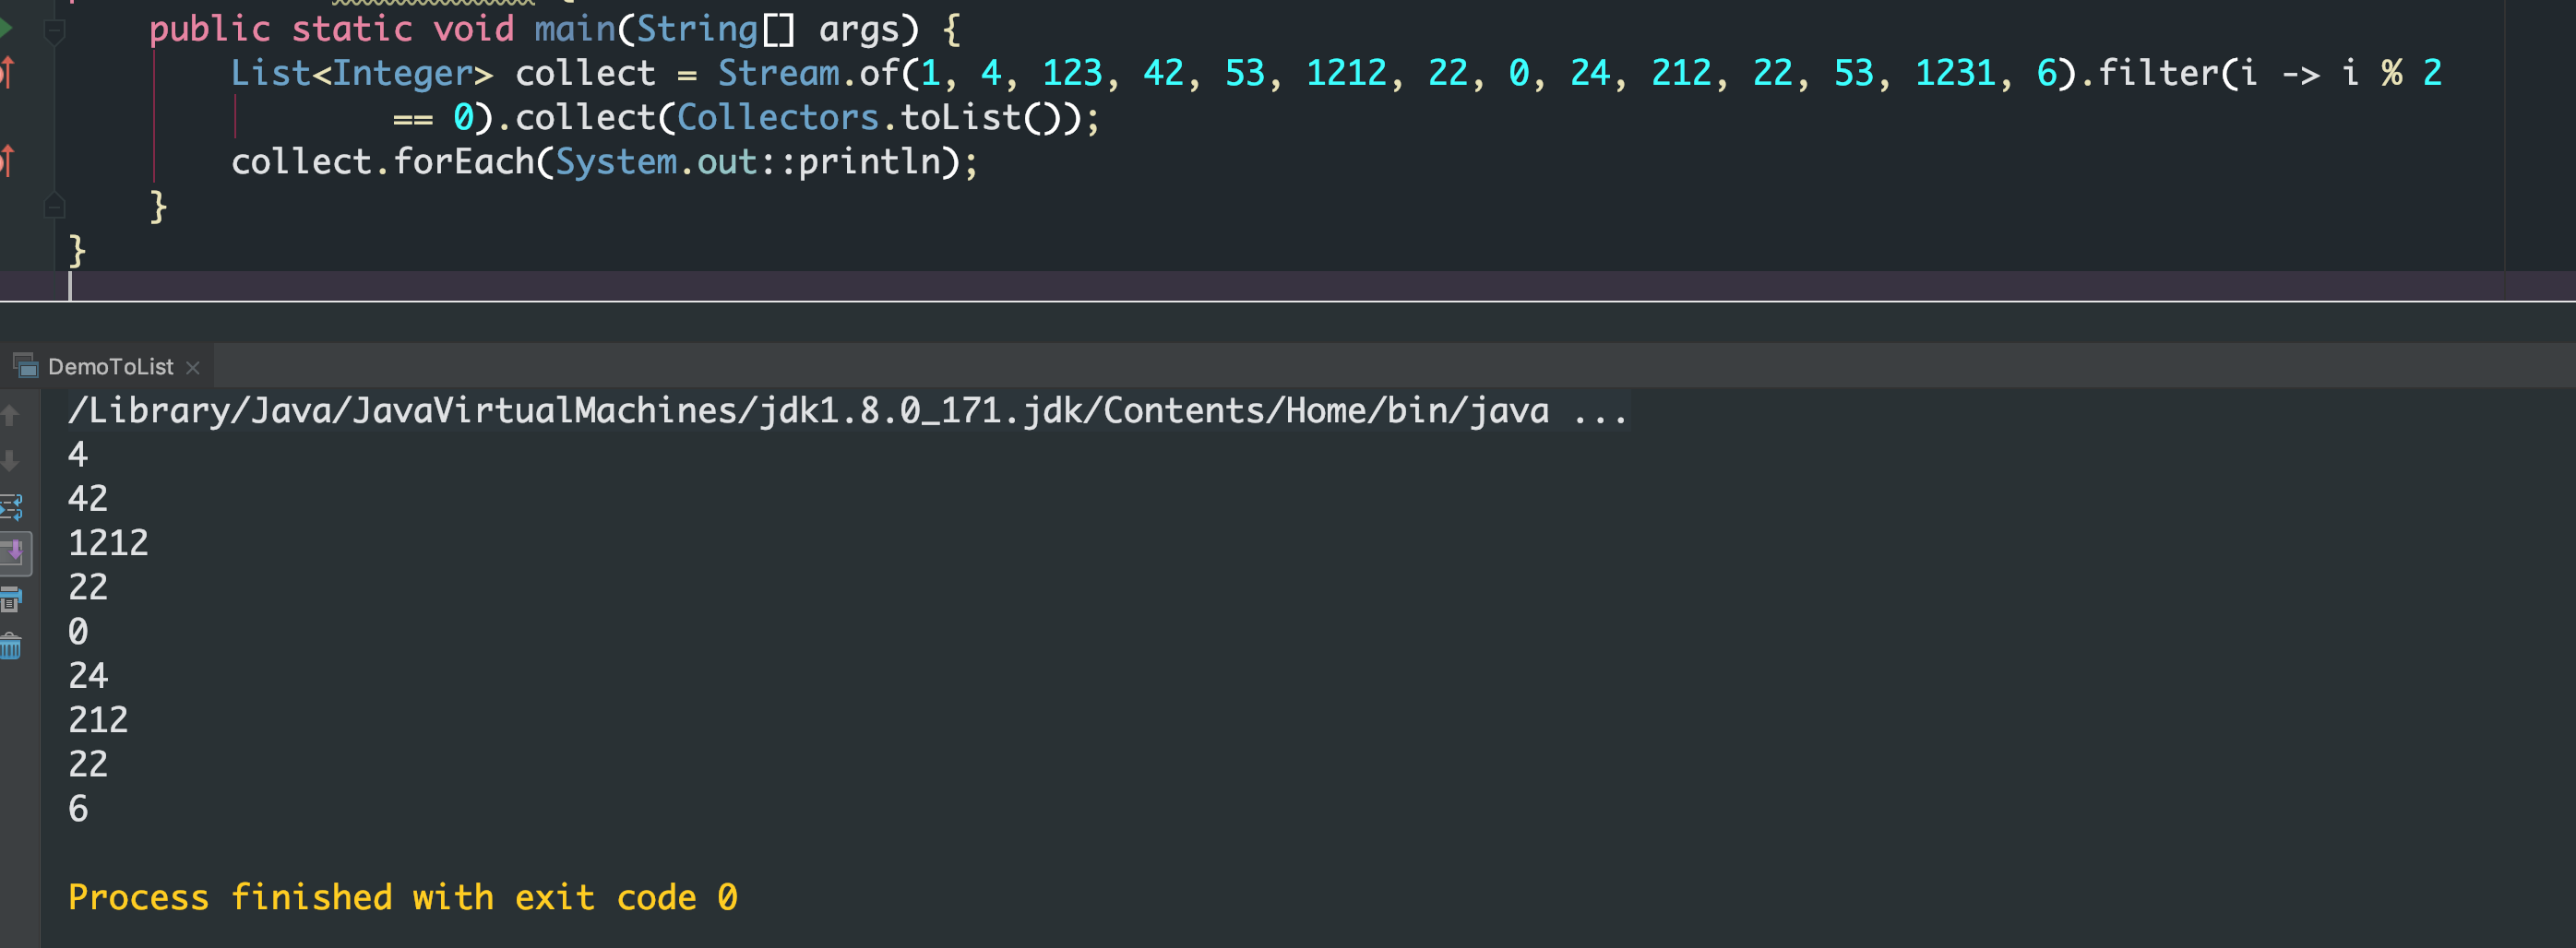 public static void main(String[] args) {
List<Integer> collect = Stream.of(1, 4, 123, 42, 53, 1212, 22, 0, 24, 212, 22, 53, 1231, 6).filter(i -> i % 2
== 0).collect(Collectors.toList());
collect.forEach(System.out::println);
}
}
DemoToList
/Library/Java/JavaVirtualMachines/jdk1.8.0_171.jdk/Contents/Home/bin/java ...
4
42
1212
22
0
24
212
22
6
Process finished with exit code 0